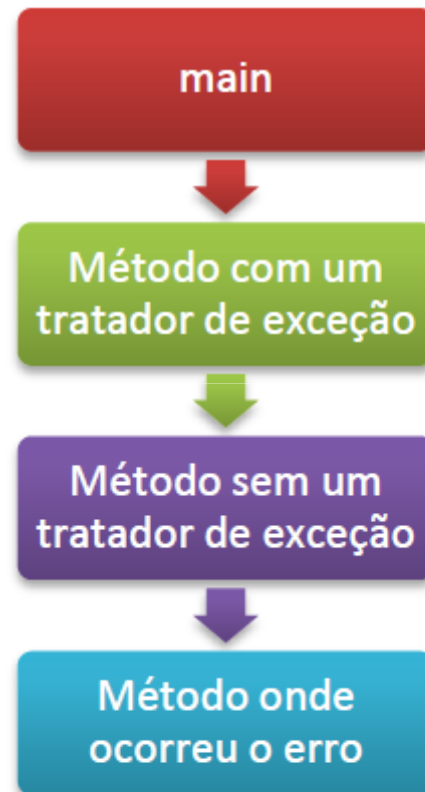 main
Método com um
tratador de exceção
Método sem um
tratador de exceção
Método onde
ocorreu o erro